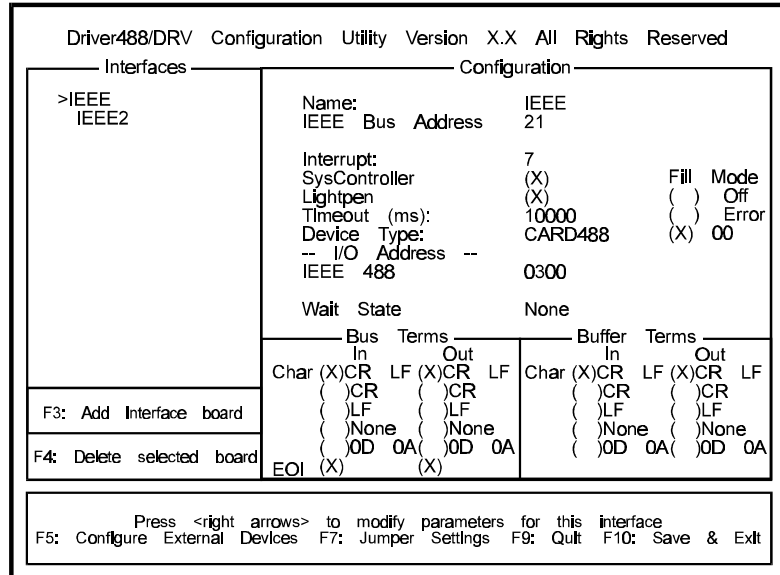 Driver488/DRV Configuration Utility Version X.X All Rights Reserved
Interfaces
>IEEE
IEEE2
F3: Add Interface board
F4: Delete selected board
Configuration
Name: IEEE
IEEE Bus Address 21
Interrupt: 7
SysController (X) Fill Mode
Lightpen (X) ( ) Off
Timeout (ms): 10000 ( ) Error
Device Type: CARD488 (X) 00
-- I/O Address --
IEEE 488 0300
Wait State None
Bus Terms
In Out
Char (X)CR LF (X)CR LF
( )CR ( )CR
( )LF ( )LF
( )None ( )None
( )0D 0A( )0D 0A
EOI (X) (X)
Buffer Terms
In Out
Char (X)CR LF (X)CR LF
( )CR ( )CR
( )LF ( )LF
( )None ( )None
( )0D 0A( )0D 0A
Press <right arrows> to modify parameters for this interface
F5: Configure External Devices F7: Jumper Settings F9: Quit F10: Save & Exit